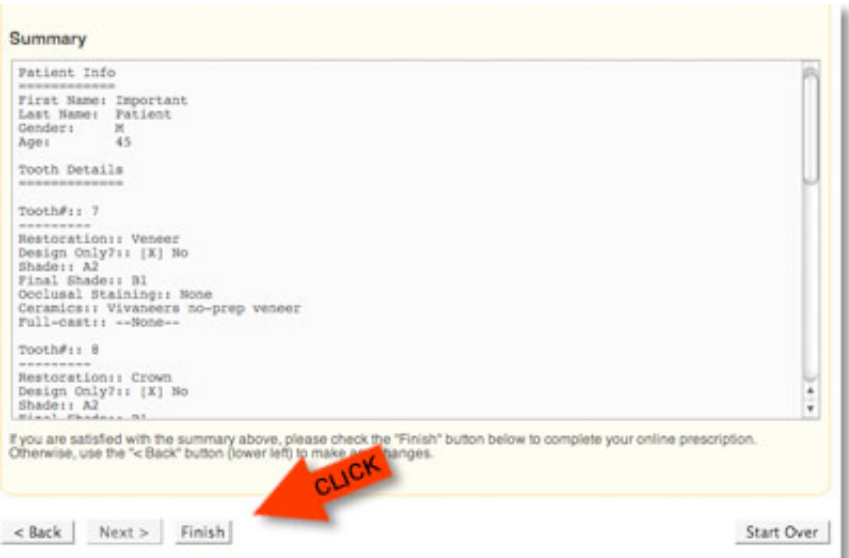 Summary
Patient Info
============
First Name: Important
Last Name: Patient
Gender: M
Age: 45
Tooth Details
=============
Tooth#:: 7
---------
Restoration:: Veneer
Design Only?:: [X] No
Shade:: A2
Final Shade:: B1
Occlusal Staining:: None
Ceramics:: Vivaneers no-prep veneer
Full-cast:: --None--
Tooth#:: 8
---------
Restoration:: Crown
Design Only?:: [X] No
Shade:: A2
Final Shade:: B1
If you are satisfied with the summary above, please check the "Finish" button below to complete your online prescription.
Otherwise, use the "< Back" button (lower left) to make changes.
CLICK
< Back Next > Finish Start Over